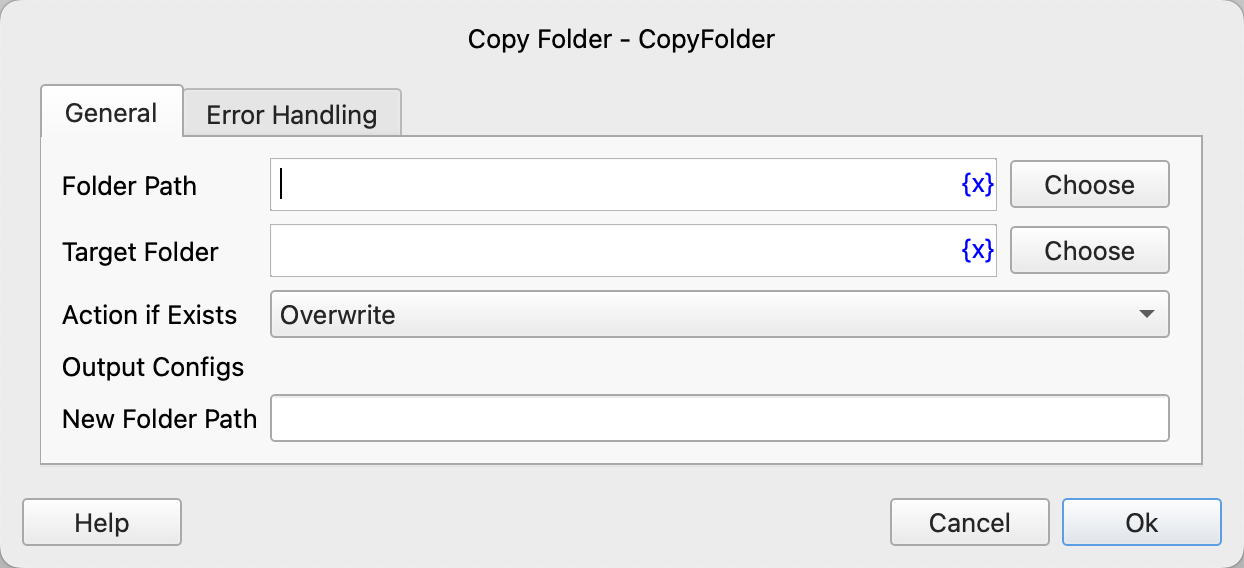 Copy Folder - CopyFolder
General Error Handling
Folder Path {x} Choose
Target Folder {x} Choose
Action if Exists Overwrite
Output Configs
New Folder Path
Help Cancel Ok